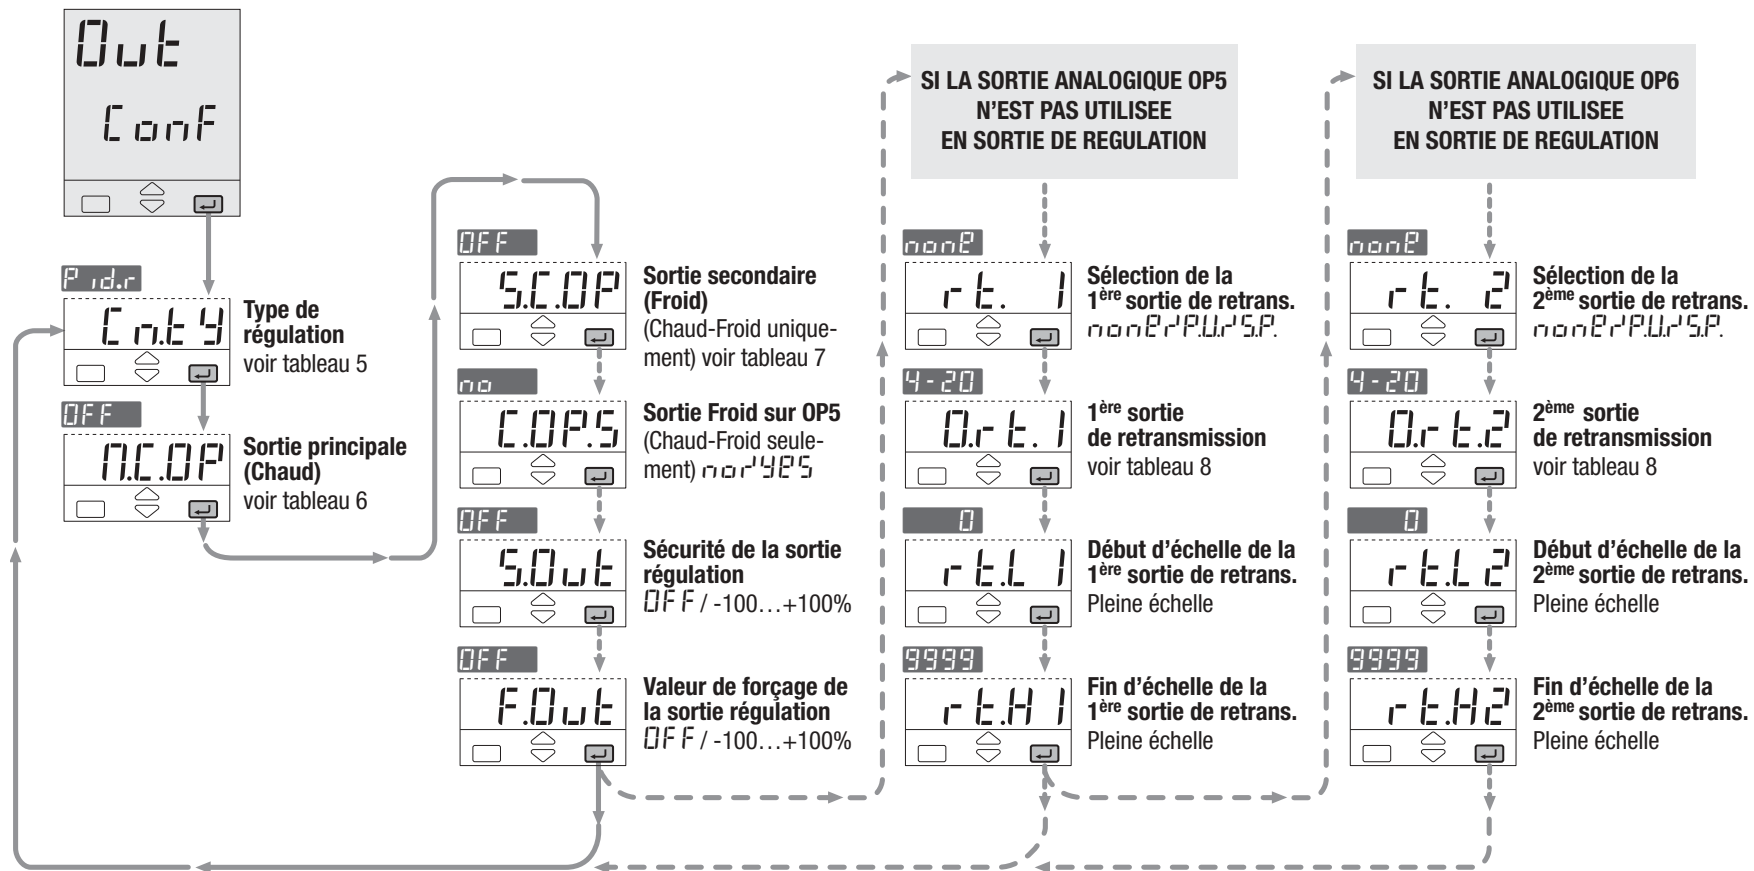 Out
ConF
Pid.r
Cnt.Y
Type de
régulation
voir tableau 5
OFF
M.C.OP
Sortie principale
(Chaud)
voir tableau 6
OFF
S.C.OP
Sortie secondaire
(Froid)
(Chaud-Froid unique-
ment) voir tableau 7
no
C.OP.5
Sortie Froid sur OP5
(Chaud-Froid seule-
ment) no/YES
OFF
S.Out
Sécurité de la sortie
régulation
OFF / -100…+100%
OFF
F.Out
Valeur de forçage de
la sortie régulation
OFF / -100…+100%
SI LA SORTIE ANALOGIQUE OP5
N'EST PAS UTILISEE
EN SORTIE DE REGULATION
nonE
rt. 1
Sélection de la
1ère sortie de retrans.
nonE/P.U./S.P.
4-20
O.rt.1
1ère sortie
de retransmission
voir tableau 8
0
rt.L1
Début d'échelle de la
1ère sortie de retrans.
Pleine échelle
9999
rt.H1
Fin d'échelle de la
1ère sortie de retrans.
Pleine échelle
SI LA SORTIE ANALOGIQUE OP6
N'EST PAS UTILISEE
EN SORTIE DE REGULATION
nonE
rt. 2
Sélection de la
2ème sortie de retrans.
nonE/P.U./S.P.
4-20
O.rt.2
2ème sortie
de retransmission
voir tableau 8
0
rt.L2
Début d'échelle de la
2ème sortie de retrans.
Pleine échelle
9999
rt.H2
Fin d'échelle de la
2ème sortie de retrans.
Pleine échelle